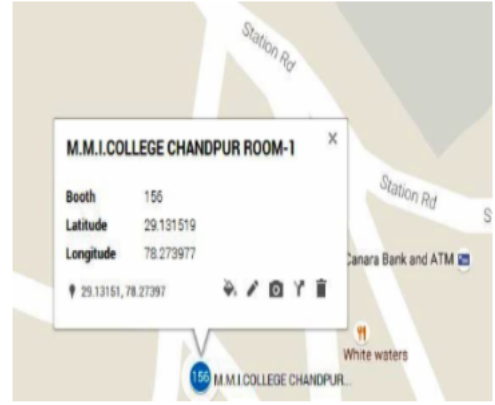 Station Rd
M.M.I.COLLEGE CHANDPUR ROOM-1
×
Booth 156
Latitude 29.131519
Longitude 78.273977
29.13151, 78.27397
Station Rd
S
Canara Bank and ATM
White waters
156 M.M.I.COLLEGE CHANDPUR...